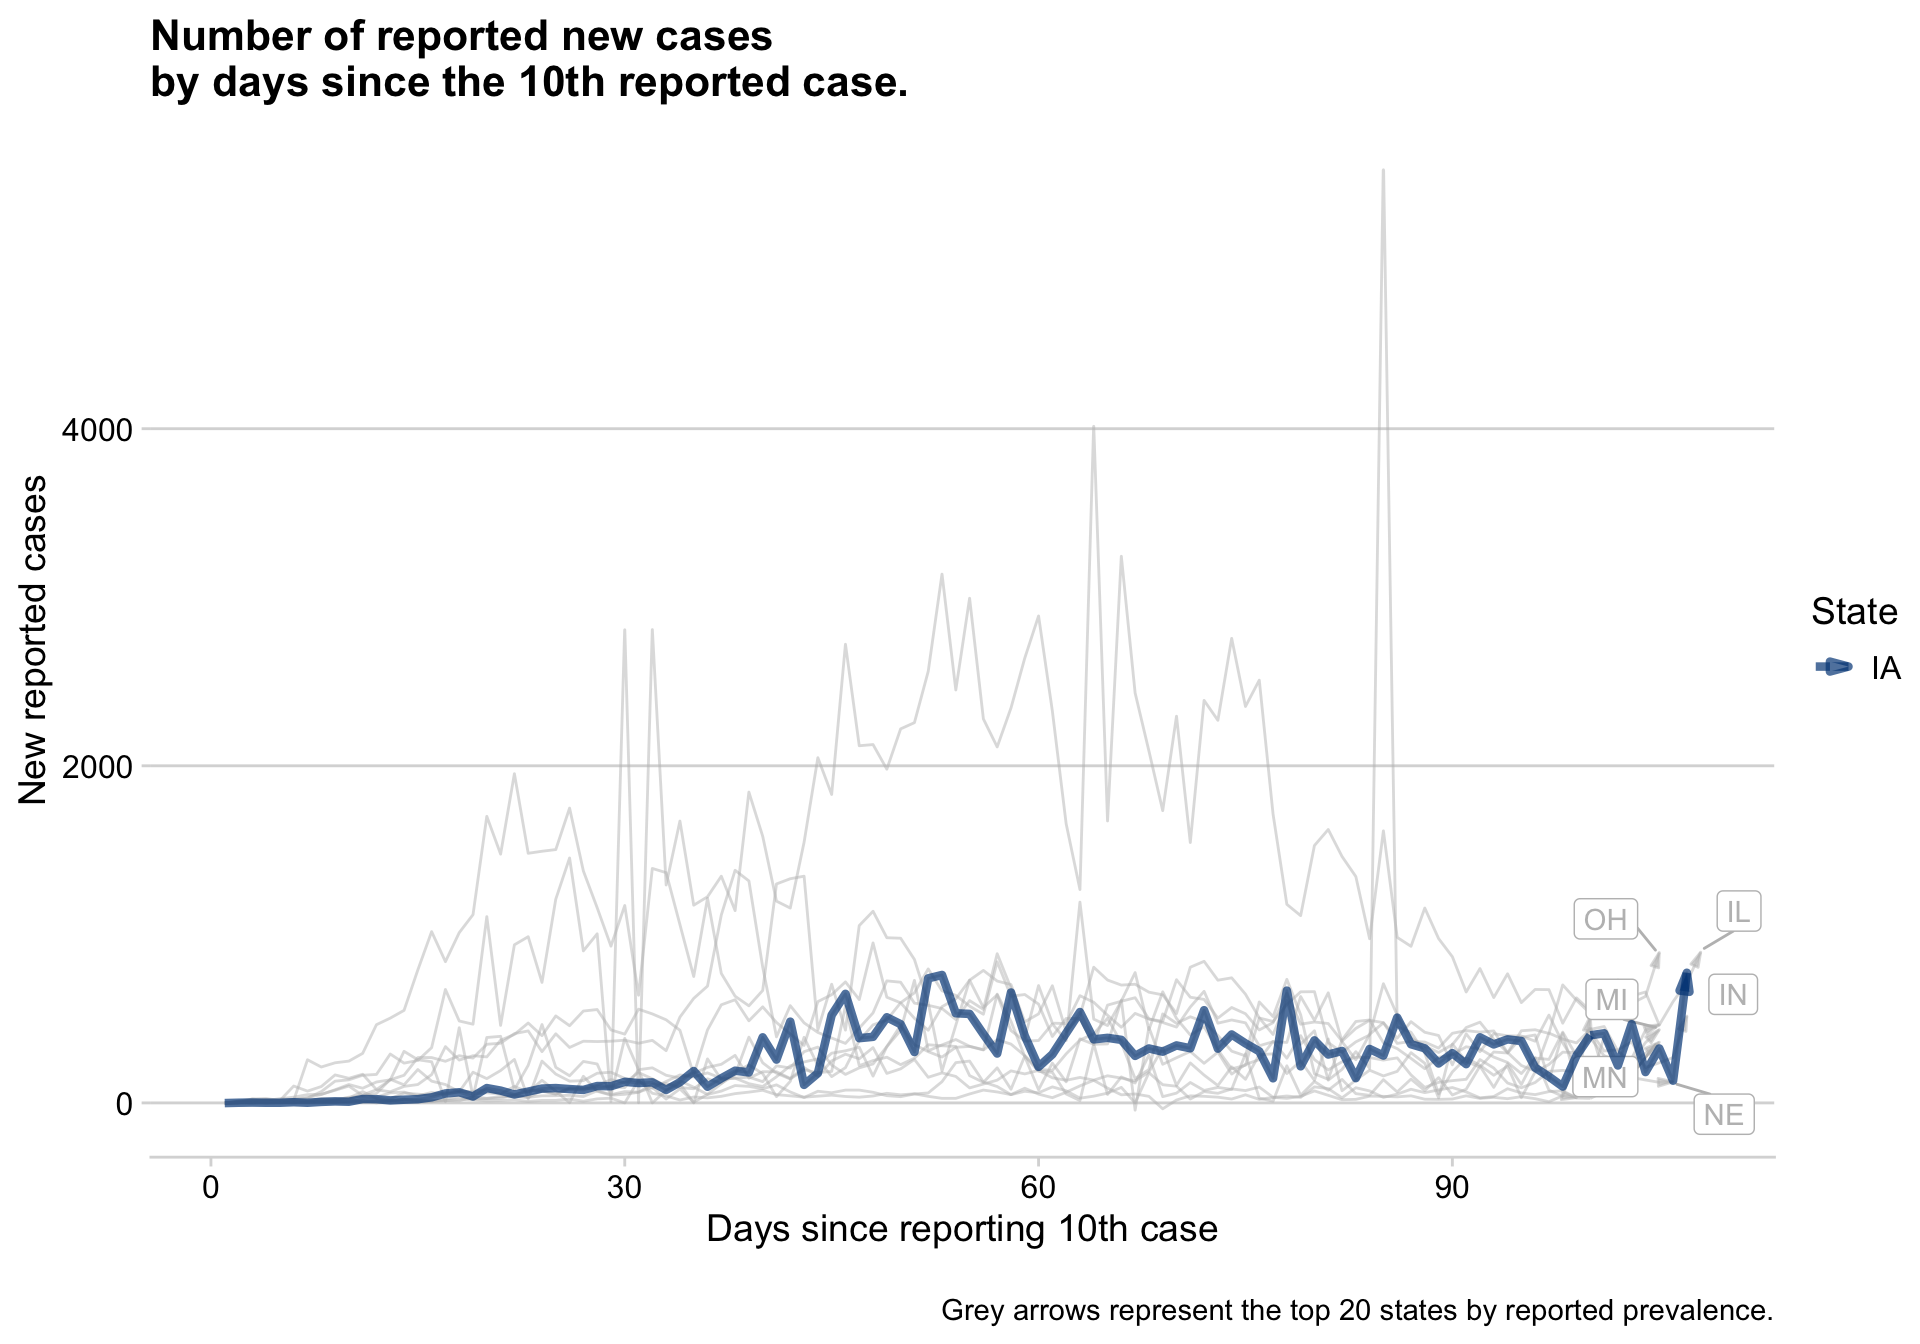 Number of reported new cases
by days since the 10th reported case.
New reported cases
4000
2000
0
OH
IL
MI
IN
MN
NE
State
IA
0
30
60
90
Days since reporting 10th case
Grey arrows represent the top 20 states by reported prevalence.